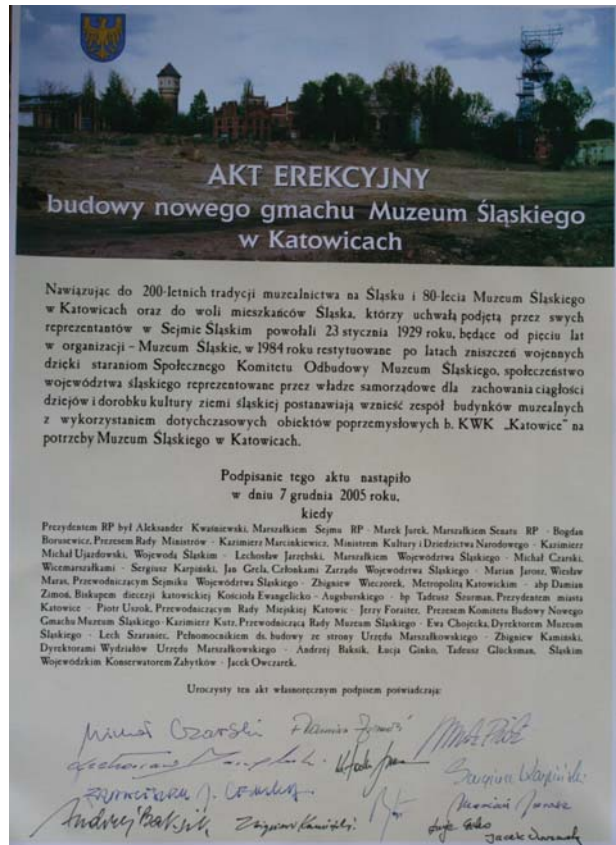 AKT EREKCYJNY
budowy nowego gmachu Muzeum Śląskiego
w Katowicach
Nawiązując do 200-letnich tradycji muzealnictwa na Śląsku i 80-lecia Muzeum Śląskiego
w Katowicach oraz do woli mieszkańców Śląska, którzy uchwałą podjętą przez swych
reprezentantów w Sejmie Śląskim powołali 23 stycznia 1929 roku, będące od pięciu lat
w organizacji – Muzeum Śląskie, w 1984 roku restytuowane po latach zniszczeń wojennych
dzięki staraniom Społecznego Komitetu Odbudowy Muzeum Śląskiego, społeczeństwo
województwa śląskiego reprezentowane przez władze samorządowe dla zachowania ciągłości
dziejów i dorobku kultury ziemi śląskiej postanawiają wznieść zespół budynków muzealnych
z wykorzystaniem dotychczasowych obiektów poprzemysłowych b. KWK „Katowice" na
potrzeby Muzeum Śląskiego w Katowicach.
Podpisanie tego aktu nastąpiło
w dniu 7 grudnia 2005 roku,
kiedy
Prezydentem RP był Aleksander Kwaśniewski, Marszałkiem Sejmu RP - Marek Jurek, Marszałkiem Senatu RP - Bogdan
Borusewicz, Prezesem Rady Ministrów - Kazimierz Marcinkiewicz, Ministrem Kultury i Dziedzictwa Narodowego - Kazimierz
Michał Ujazdowski, Wojewodą Śląskim - Lechosław Jarzębski, Marszałkiem Województwa Śląskiego - Michał Czarski,
Wicemarszałkami - Sergiusz Karpiński, Jan Grela, Członkami Zarządu Województwa Śląskiego - Marian Jarosz, Wiesław
Maras, Przewodniczącym Sejmiku Województwa Śląskiego - Zbigniew Wieczorek, Metropolitą Katowickim - abp Damian
Zimoń, Biskupem diecezji katowickiej Kościoła Ewangelicko - Augsburskiego - bp Tadeusz Szurman, Prezydentem miasta
Katowice - Piotr Uszok, Przewodniczącym Rady Miejskiej Katowic - Jerzy Foraiter, Prezesem Komitetu Budowy Nowego
Gmachu Muzeum Śląskiego - Kazimierz Kutz, Przewodniczącą Rady Muzeum Śląskiego - Ewa Chojecka, Dyrektorem Muzeum
Śląskiego - Lech Szaraniec, Pełnomocnikiem ds. budowy ze strony Urzędu Marszałkowskiego - Zbigniew Kamiński,
Dyrektorami Wydziałów Urzędu Marszałkowskiego - Andrzej Baksik, Łucja Ginko, Tadeusz Glücksman, Śląskim
Wojewódzkim Konserwatorem Zabytków - Jacek Owczarek.
Uroczysty ten akt własnoręcznym podpisem poświadczają:
Michał Czarski
Sergiusz Karpiński
Marian Jarosz
Andrzej Baksik Zbigniew Kamiński